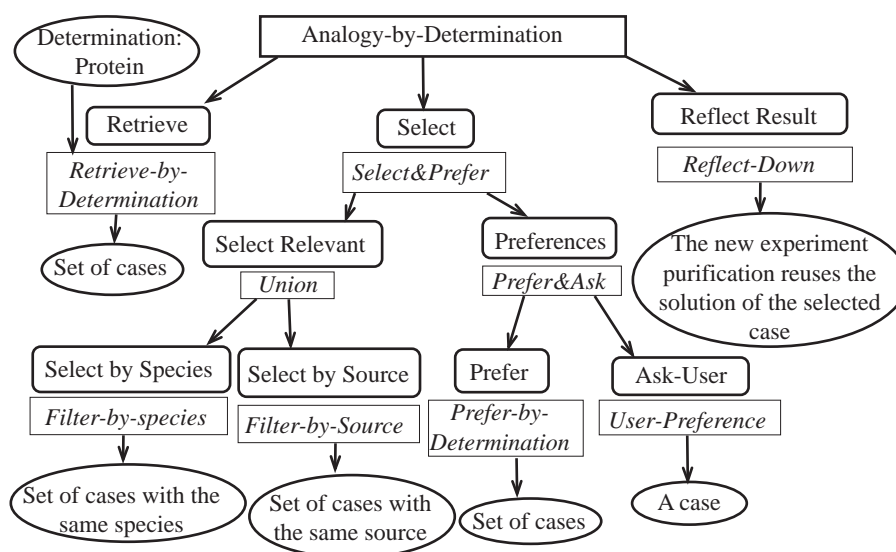 Determination:
Protein
Analogy-by-Determination
Retrieve
Select
Reflect Result
Retrieve-by-
Determination
Select&Prefer
Reflect-Down
Set of cases
Select Relevant
Preferences
The new experiment
purification reuses the
solution of the selected
case
Union
Prefer&Ask
Select by Species
Select by Source
Prefer
Ask-User
Filter-by-species
Filter-by-Source
Prefer-by-
Determination
User-Preference
Set of cases with the
same species
Set of cases with
the same source
Set of cases
A case